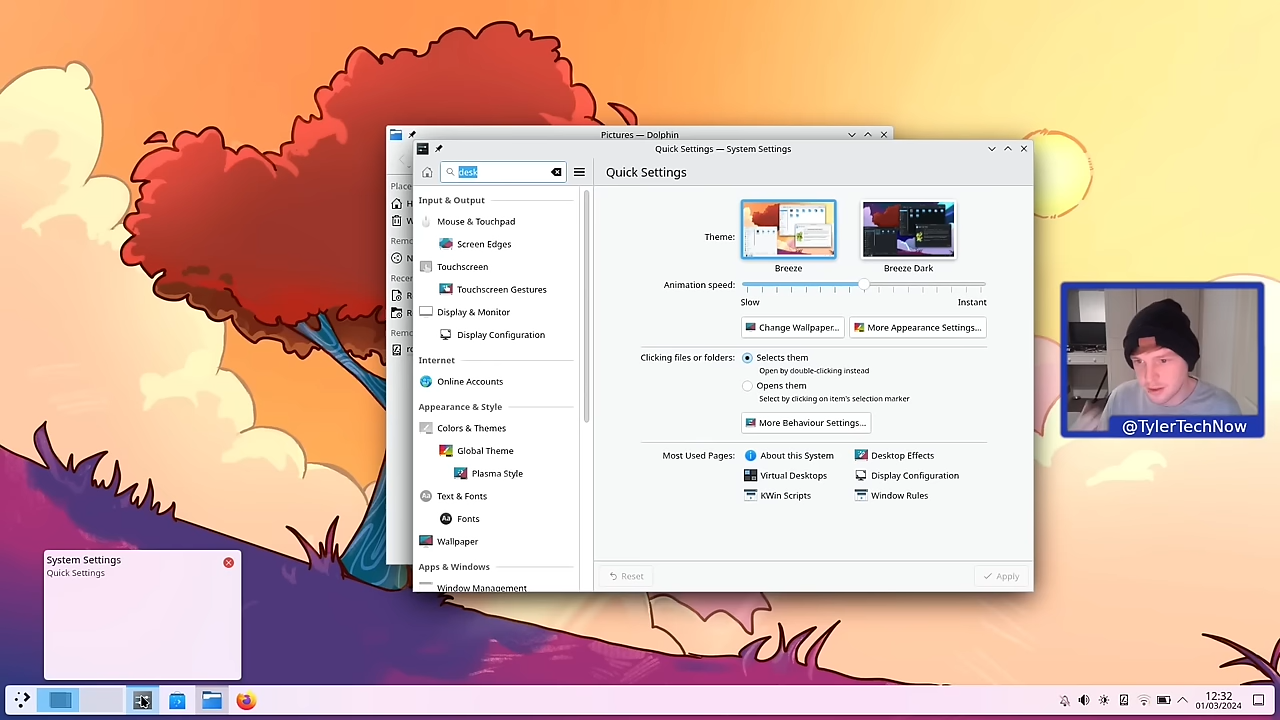 Pictures — Dolphin
Quick Settings — System Settings
desk
Quick Settings
Place
Remo
Recen
Remo
Input & Output
Mouse & Touchpad
Screen Edges
Touchscreen
Touchscreen Gestures
Display & Monitor
Display Configuration
Internet
Online Accounts
Appearance & Style
Colors & Themes
Global Theme
Plasma Style
Text & Fonts
Fonts
Wallpaper
Apps & Windows
Window Management
Theme:
Breeze
Breeze Dark
Animation speed:
Slow
Instant
Change Wallpaper...
More Appearance Settings...
Clicking files or folders:
Selects them
Open by double-clicking instead
Opens them
Select by clicking on item's selection marker
More Behaviour Settings...
Most Used Pages:
About this System
Desktop Effects
Virtual Desktops
Display Configuration
KWin Scripts
Window Rules
Reset
Apply
@TylerTechNow
System Settings
Quick Settings
12:32
01/03/2024